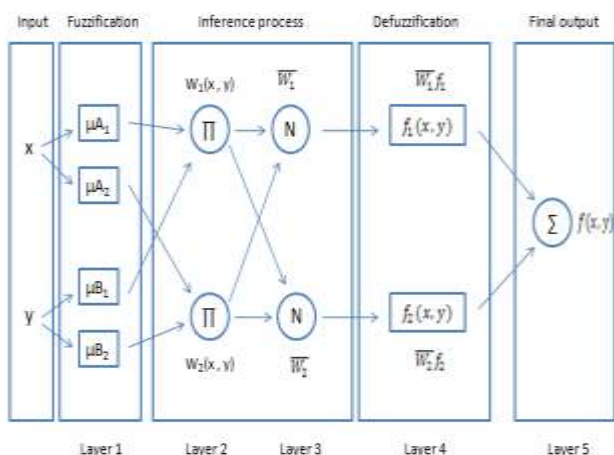 Input Fuzzification Inference process Defuzzification Final output
W₁(x, y) W̅₁ W̅₁f₁
μA₁ ∏ N f₁(x,y)
x
μA₂
∑ f(x,y)
μB₁
y ∏ N f₂(x,y)
μB₂
W₂(x, y) W̅₂ W̅₂f₂
Layer 1 Layer 2 Layer 3 Layer 4 Layer 5